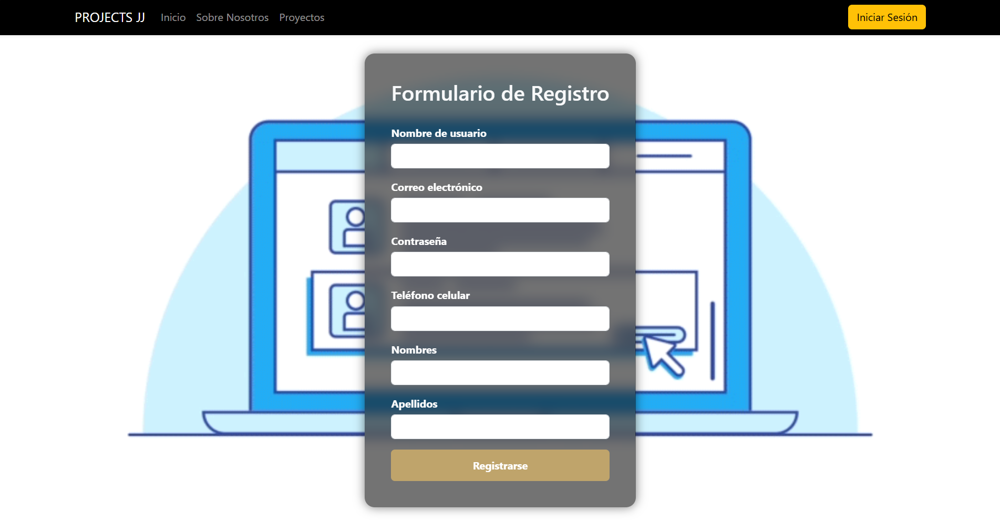 PROJECTS JJ Inicio Sobre Nosotros Proyectos Iniciar Sesión
Formulario de Registro
Nombre de usuario
Correo electrónico
Contraseña
Teléfono celular
Nombres
Apellidos
Registrarse